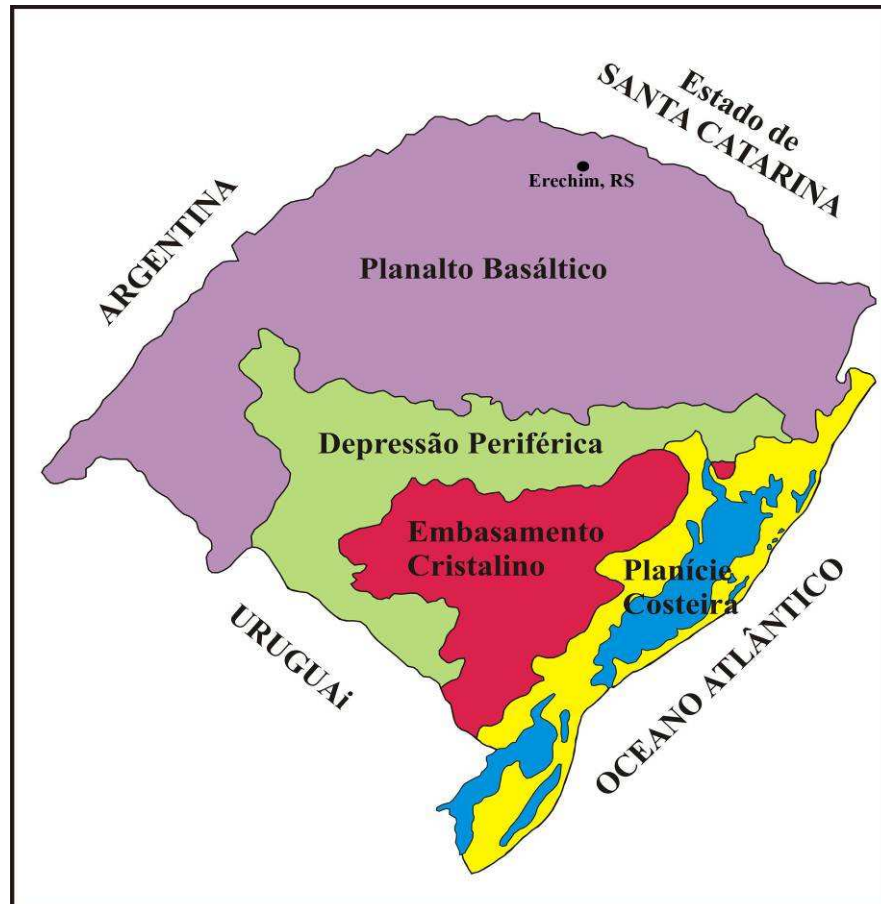 Estado de
SANTA CATARINA
Erechim, RS
ARGENTINA
Planalto Basáltico
Depressão Periférica
Embasamento
Cristalino
Planície
Costeira
URUGUAi
OCEANO ATLÂNTICO